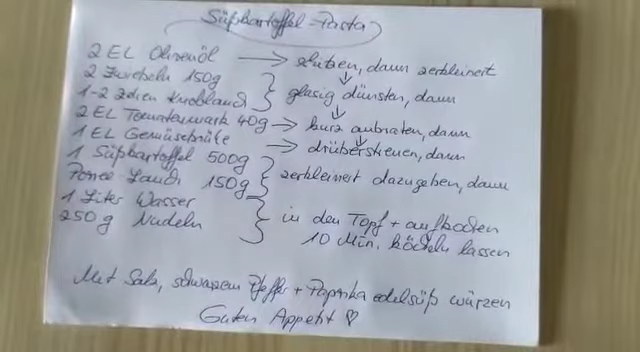 Süßkartoffel-Pasta
2 EL Olivenöl → erhitzen, dann zerkleinert
2 Zwiebeln 150g
1-2 Zehen Knoblauch } glasig dünsten, dann
2 EL Tomatenmark 40g → kurz anbraten, dann
1 EL Gemüsebrühe → drüberstreuen, dann
1 Süßkartoffel 500g
Lauch 150g } zerkleinert dazugeben, dann
1 Liter Wasser
250g Nudeln } in den Topf + aufkochen
10 Min. köcheln lassen
Mit Salz, schwarzem Pfeffer + Paprika edelsüß würzen
Guten Appetit ♡